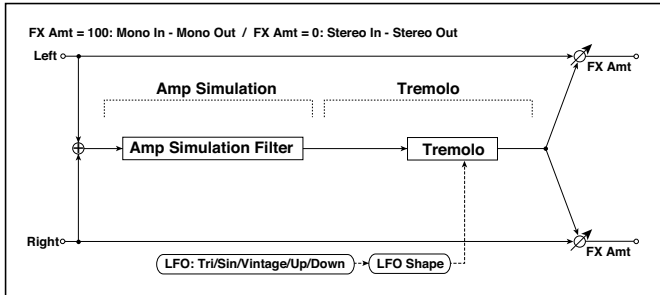 FX Amt = 100: Mono In - Mono Out / FX Amt = 0: Stereo In - Stereo Out
Left
FX Amt
Amp Simulation
Tremolo
Amp Simulation Filter
Tremolo
Right
FX Amt
LFO: Tri/Sin/Vintage/Up/Down
LFO Shape